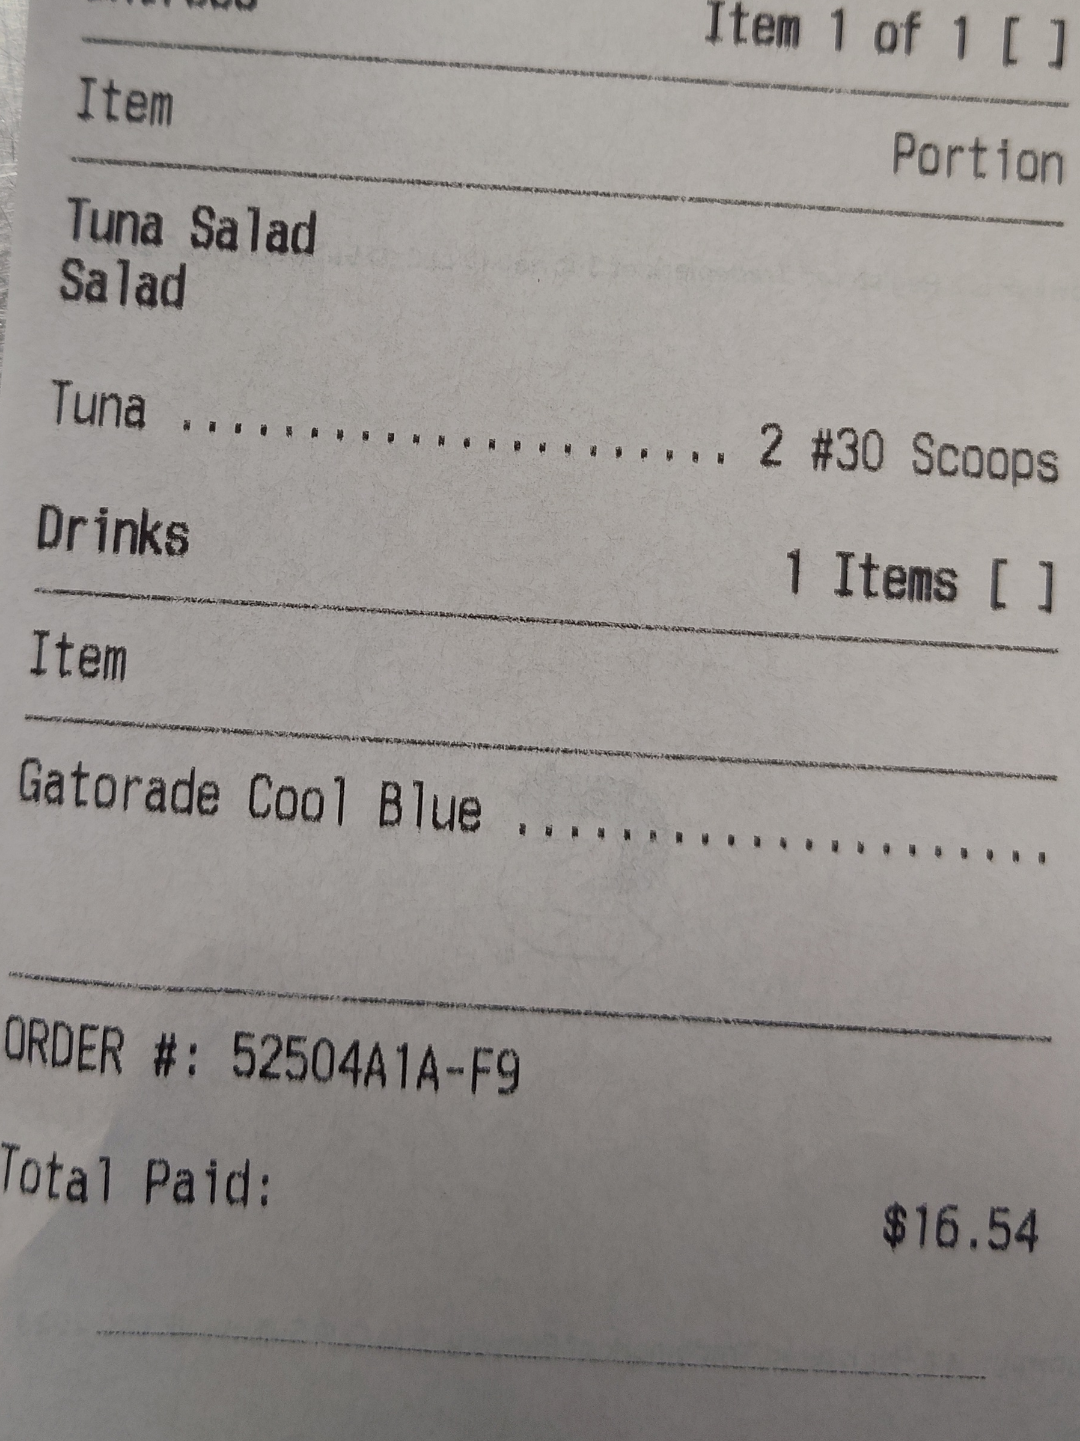 Item 1 of 1 [ ]
Item Portion
Tuna Salad
Salad
Tuna ..................... 2 #30 Scoops
Drinks 1 Items [ ]
Item
Gatorade Cool Blue .....................
ORDER #: 52504A1A-F9
Total Paid: $16.54